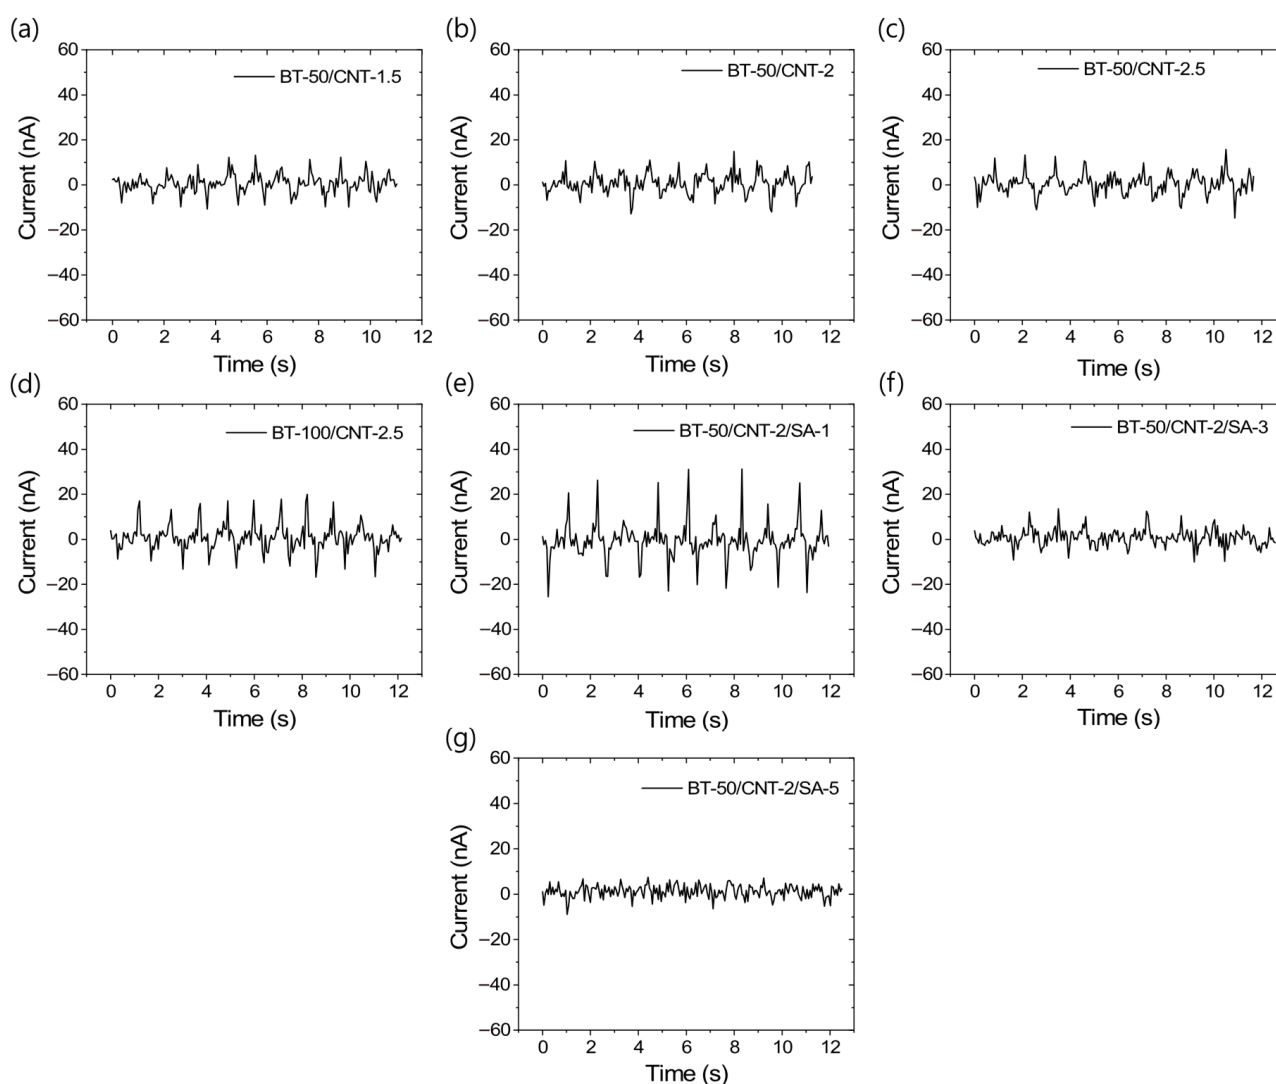 (a)
BT-50/CNT-1.5
Current (nA)
60
40
20
0
−20
−40
−60
0 2 4 6 8 10 12
Time (s)
(b)
BT-50/CNT-2
Current (nA)
60
40
20
0
−20
−40
−60
0 2 4 6 8 10 12
Time (s)
(c)
BT-50/CNT-2.5
Current (nA)
60
40
20
0
−20
−40
−60
0 2 4 6 8 10 12
Time (s)
(d)
BT-100/CNT-2.5
Current (nA)
60
40
20
0
−20
−40
−60
0 2 4 6 8 10 12
Time (s)
(e)
BT-50/CNT-2/SA-1
Current (nA)
60
40
20
0
−20
−40
−60
0 2 4 6 8 10 12
Time (s)
(f)
BT-50/CNT-2/SA-3
Current (nA)
60
40
20
0
−20
−40
−60
0 2 4 6 8 10 12
Time (s)
(g)
BT-50/CNT-2/SA-5
Current (nA)
60
40
20
0
−20
−40
−60
0 2 4 6 8 10 12
Time (s)